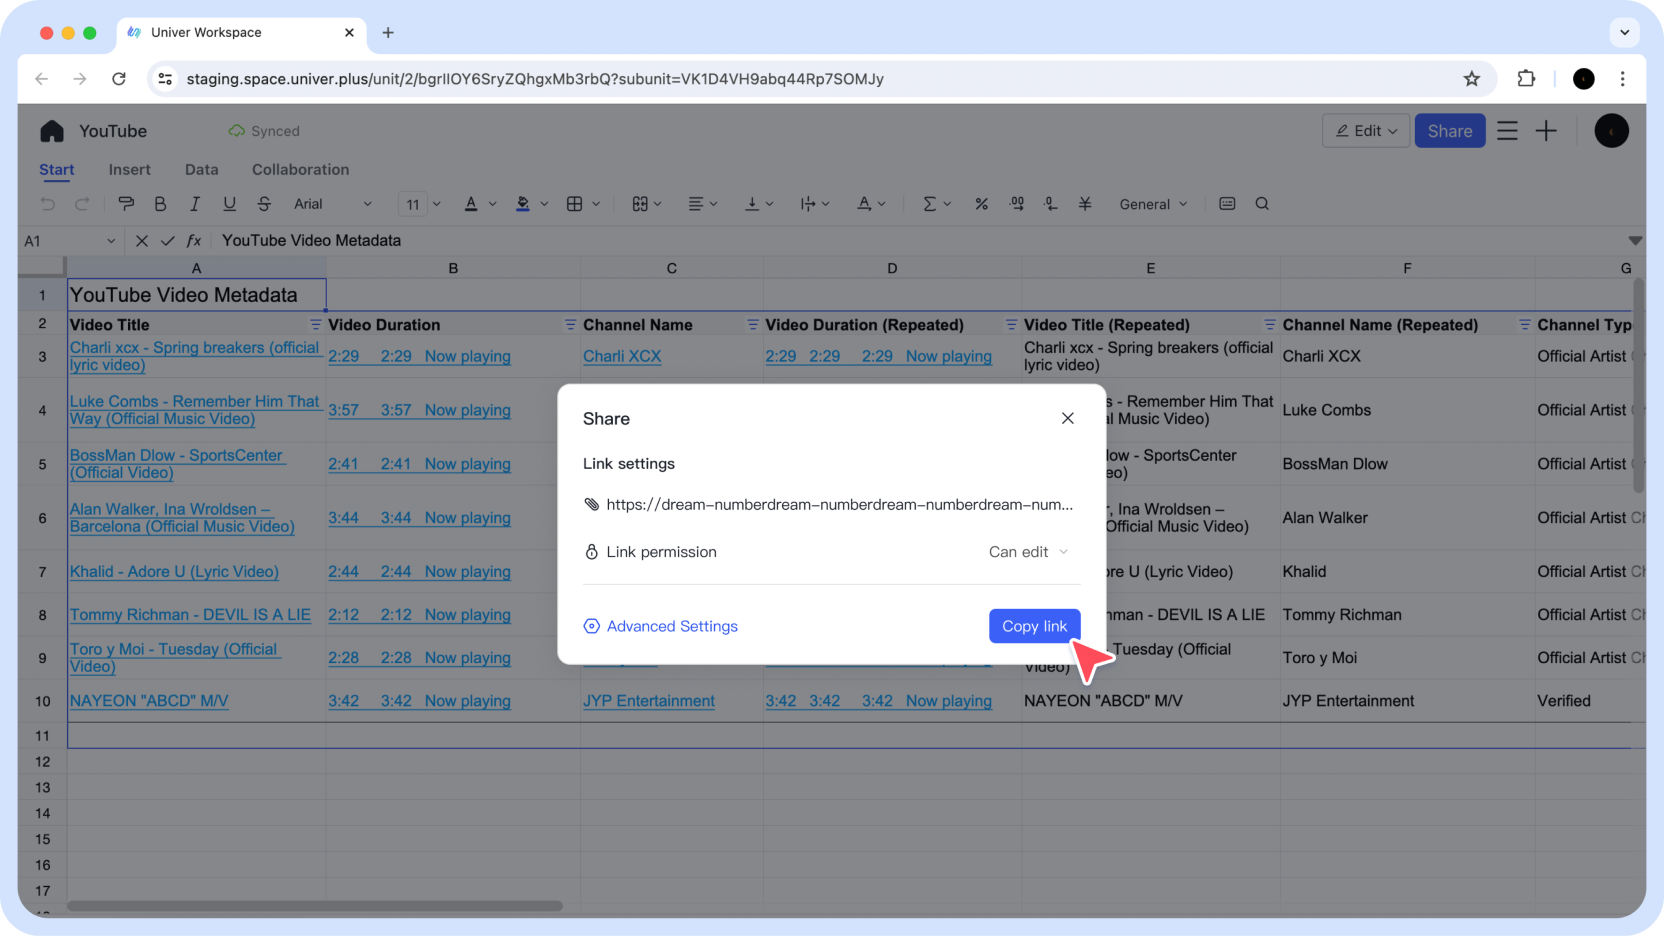 Univer Workspace
staging.space.univer.plus/unit/2/bgrlIOY6SryZQhgxMb3rbQ?subunit=VK1D4VH9abq44Rp7SOMJy
YouTube Synced Edit Share
Start Insert Data Collaboration
Arial 11 General
A1 fx YouTube Video Metadata
A B C D E F G
1 YouTube Video Metadata
2 Video Title Video Duration Channel Name Video Duration (Repeated) Video Title (Repeated) Channel Name (Repeated) Channel Typ
3 Charli xcx - Spring breakers (official lyric video) 2:29 2:29 Now playing Charli XCX 2:29 2:29 2:29 Now playing Charli xcx - Spring breakers (official lyric video) Charli XCX Official Artist
4 Luke Combs - Remember Him That Way (Official Music Video) 3:57 3:57 Now playing s - Remember Him That al Music Video) Luke Combs Official Artist
5 BossMan Dlow - SportsCenter (Official Video) 2:41 2:41 Now playing low - SportsCenter eo) BossMan Dlow Official Artist
6 Alan Walker, Ina Wroldsen – Barcelona (Official Music Video) 3:44 3:44 Now playing r, Ina Wroldsen – Official Music Video) Alan Walker Official Artist Ch
7 Khalid - Adore U (Lyric Video) 2:44 2:44 Now playing ore U (Lyric Video) Khalid Official Artist Ch
8 Tommy Richman - DEVIL IS A LIE 2:12 2:12 Now playing hman - DEVIL IS A LIE Tommy Richman Official Artist Ch
9 Toro y Moi - Tuesday (Official Video) 2:28 2:28 Now playing Tuesday (Official Video) Toro y Moi Official Artist Ch
10 NAYEON "ABCD" M/V 3:42 3:42 Now playing JYP Entertainment 3:42 3:42 3:42 Now playing NAYEON "ABCD" M/V JYP Entertainment Verified
11
12
13
14
15
16
17
Share
Link settings
https://dream-numberdream-numberdream-numberdream-num...
Link permission Can edit
Advanced Settings Copy link